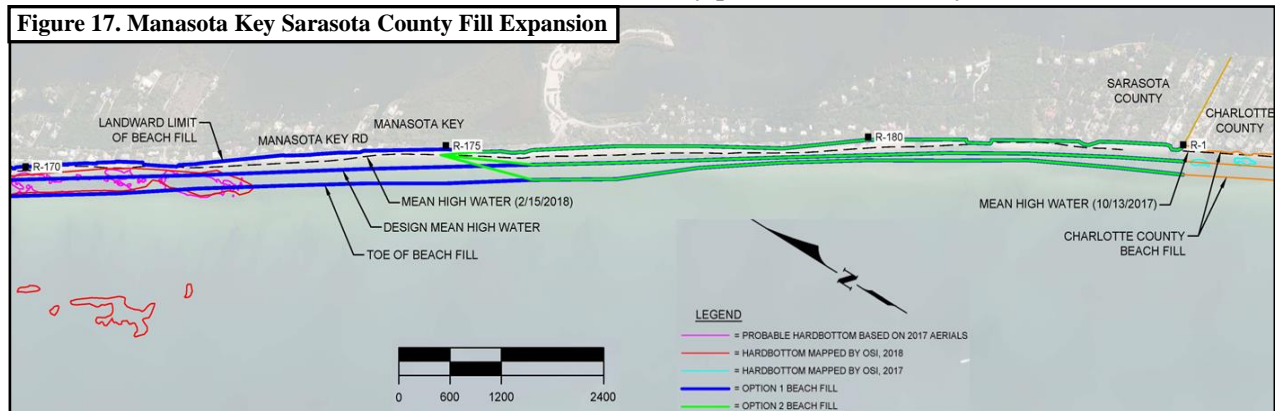 Figure 17. Manasota Key Sarasota County Fill Expansion
SARASOTA
COUNTY
CHARLOTTE
COUNTY
LANDWARD LIMIT
OF BEACH FILL
MANASOTA KEY RD
MANASOTA KEY
R-170
R-175
R-180
R-1
MEAN HIGH WATER (2/15/2018)
DESIGN MEAN HIGH WATER
TOE OF BEACH FILL
MEAN HIGH WATER (10/13/2017)
CHARLOTTE COUNTY
BEACH FILL
N
LEGEND
= PROBABLE HARDBOTTOM BASED ON 2017 AERIALS
= HARDBOTTOM MAPPED BY OSI, 2018
= HARDBOTTOM MAPPED BY OSI, 2017
= OPTION 1 BEACH FILL
= OPTION 2 BEACH FILL
0 600 1200 2400